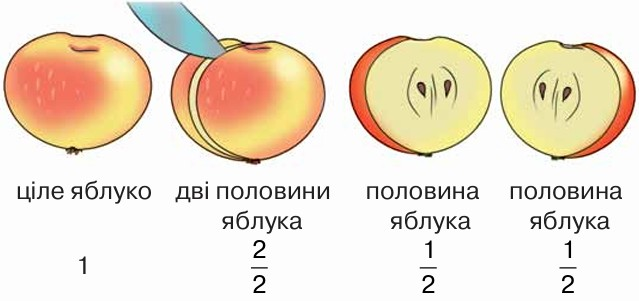 ціле яблуко
дві половини
яблука
половина
яблука
половина
яблука
1
2
2
1
2
1
2